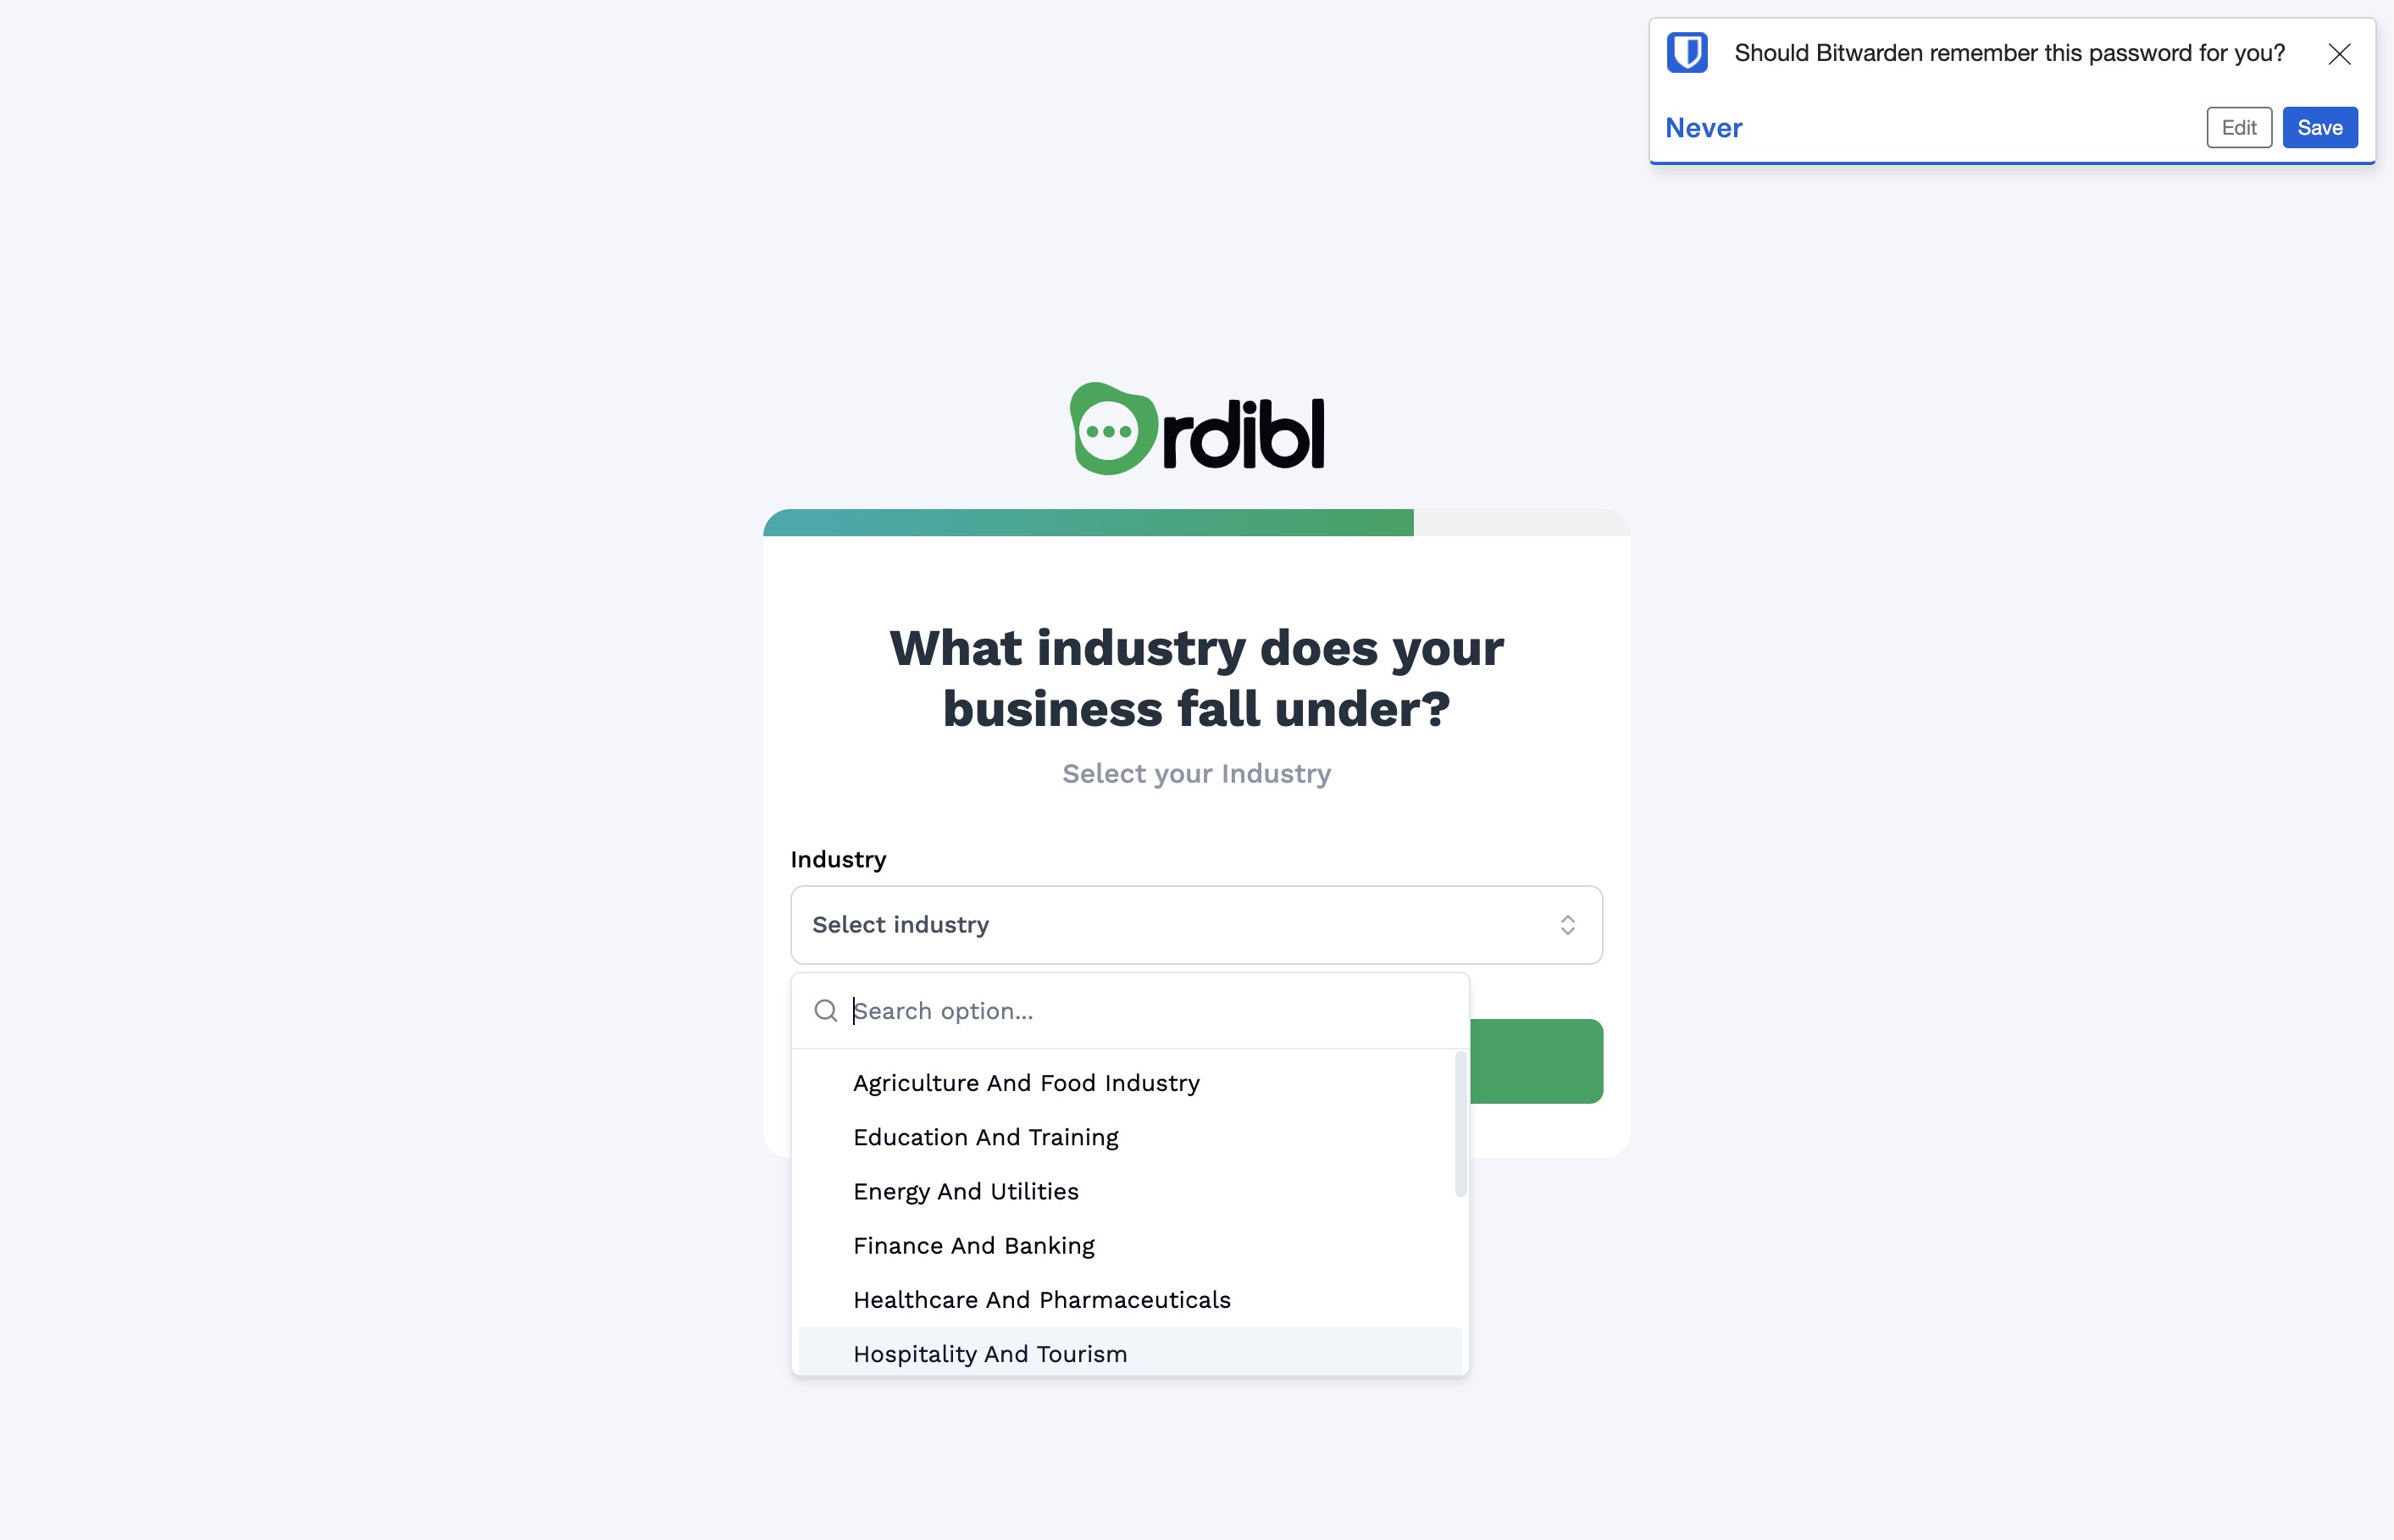 Should Bitwarden remember this password for you?
Never
Edit
Save
rdibl
What industry does your
business fall under?
Select your Industry
Industry
Select industry
Search option...
Agriculture And Food Industry
Education And Training
Energy And Utilities
Finance And Banking
Healthcare And Pharmaceuticals
Hospitality And Tourism